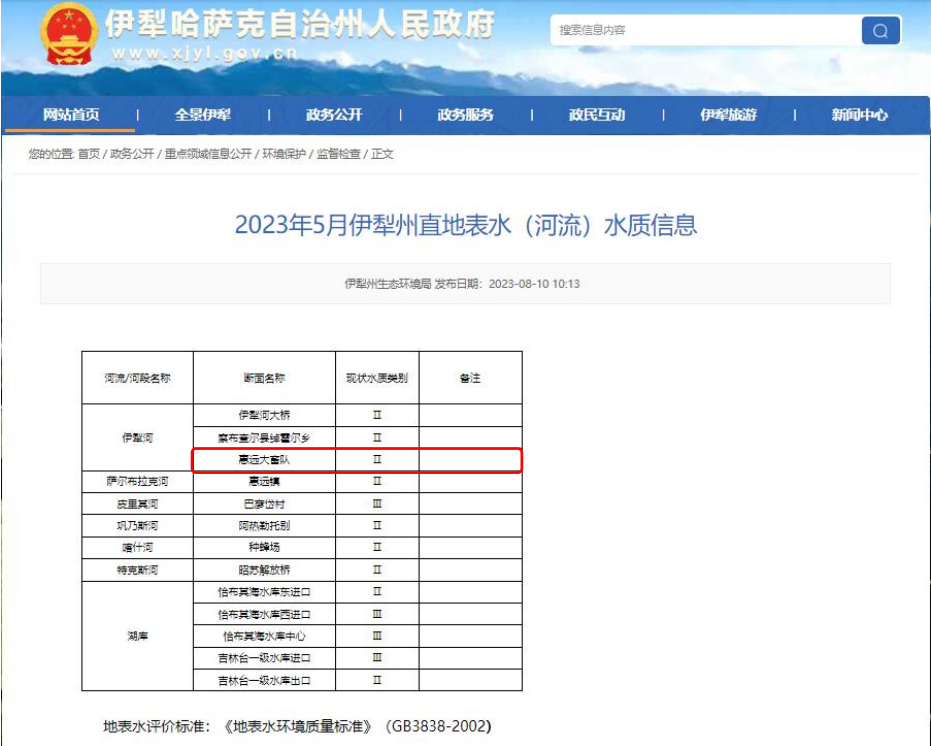 伊犁哈萨克自治州人民政府
www.xjyl.gov.cn
搜索信息内容
网站首页 | 全景伊犁 | 政务公开 | 政务服务 | 政民互动 | 伊犁旅游 | 新闻中心
您的位置: 首页 / 政务公开 / 重点领域信息公开 / 环境保护 / 监督检查 / 正文
2023年5月伊犁州直地表水（河流）水质信息
伊犁州生态环境局 发布日期：2023-08-10 10:13
河流/河段名称 断面名称 现状水质类别 备注
伊犁河大桥 Ⅱ
伊犁河 察布查尔县绰霍尔乡 Ⅱ
惠远大畜队 Ⅱ
萨尔布拉克河 惠远镇 Ⅱ
皮里其河 巴彦岱村 Ⅲ
巩乃斯河 阿热勒托别 Ⅱ
喀什河 种蜂场 Ⅱ
特克斯河 昭苏解放桥 Ⅱ
恰布其海水库东进口 Ⅱ
恰布其海水库西进口 Ⅲ
湖库 恰布其海水库中心 Ⅲ
吉林台一级水库进口 Ⅲ
吉林台一级水库出口 Ⅱ
地表水评价标准：《地表水环境质量标准》（GB3838-2002)